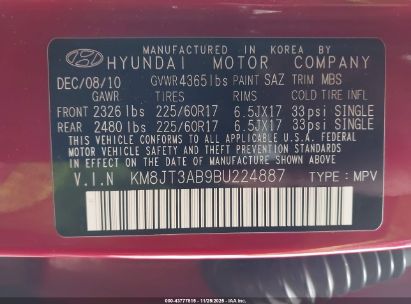 MANUFACTURED IN KOREA BY
HYUNDAI MOTOR COMPANY
DEC/08/10 GVWR 4365 lbs PAINT SAZ TRIM MBS
GAWR TIRES RIMS COLD TIRE INFL
FRONT 2326 lbs 225/60R17 6.5JX17 33psi SINGLE
REAR 2480 lbs 225/60R17 6.5JX17 33psi SINGLE
THIS VEHICLE CONFORMS TO ALL APPLICABLE U.S.A. FEDERAL MOTOR
VEHICLE SAFETY AND THEFT PREVENTION STANDARDS
IN EFFECT ON THE DATE OF MANUFACTURE SHOWN ABOVE.
V.I.N KM8JT3AB9BU224887 TYPE : MPV